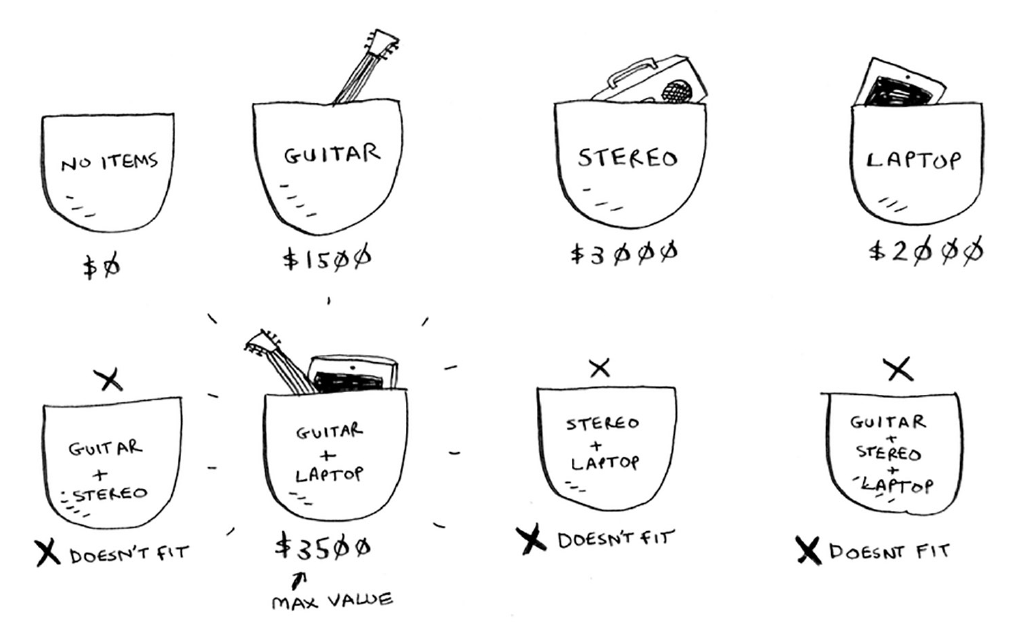 NO ITEMS
$0
GUITAR
$1500
STEREO
$3000
LAPTOP
$2000
GUITAR
+
STEREO
X DOESN'T FIT
GUITAR
+
LAPTOP
$3500
MAX VALUE
STEREO
+
LAPTOP
X DOESN'T FIT
GUITAR
+
STEREO
+
LAPTOP
X DOESNT FIT